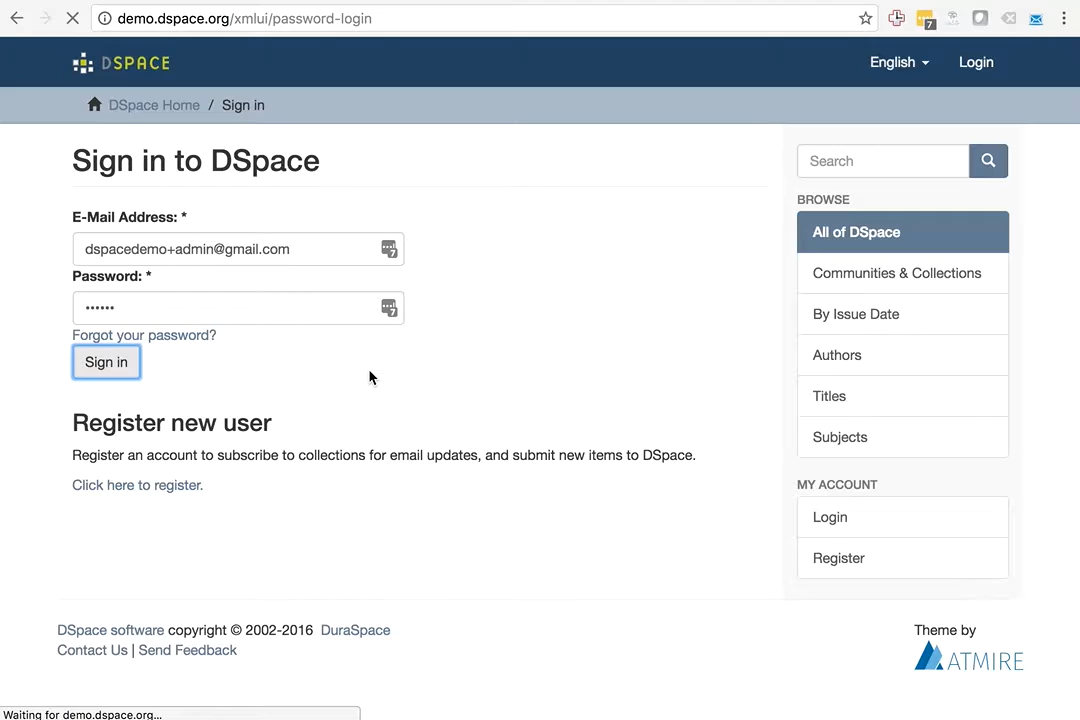 demo.dspace.org/xmlui/password-login
7
DSPACE
English
Login
DSpace Home / Sign in
Sign in to DSpace
E-Mail Address: *
dspacedemo+admin@gmail.com
7
Password: *
••••••
7
Forgot your password?
Sign in
Register new user
Register an account to subscribe to collections for email updates, and submit new items to DSpace.
Click here to register.
Search
BROWSE
All of DSpace
Communities & Collections
By Issue Date
Authors
Titles
Subjects
MY ACCOUNT
Login
Register
DSpace software copyright © 2002-2016 DuraSpace
Contact Us | Send Feedback
Theme by
ATMIRE
Waiting for demo.dspace.org...